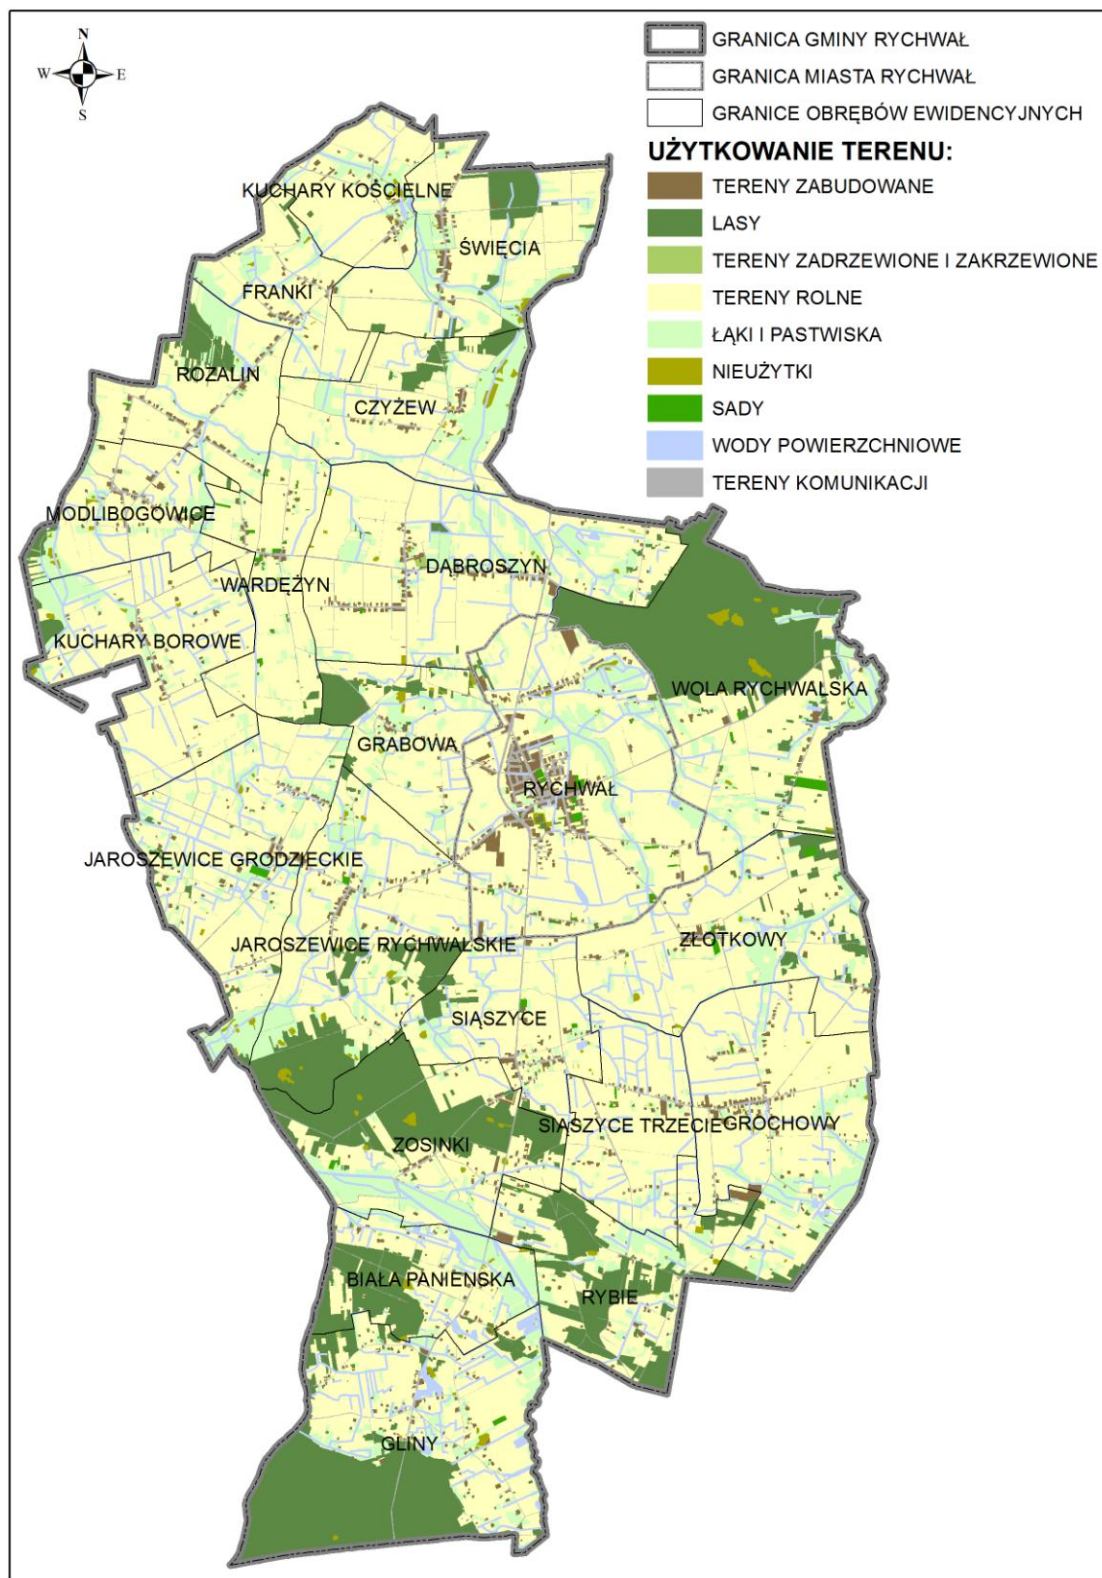 N
W E
S
GRANICA GMINY RYCHWAŁ
GRANICA MIASTA RYCHWAŁ
GRANICE OBRĘBÓW EWIDENCYJNYCH
UŻYTKOWANIE TERENU:
TERENY ZABUDOWANE
LASY
TERENY ZADRZEWIONE I ZAKRZEWIONE
TERENY ROLNE
ŁĄKI I PASTWISKA
NIEUŻYTKI
SADY
WODY POWIERZCHNIOWE
TERENY KOMUNIKACJI
KUCHARY KOŚCIELNE
ŚWIĘCIA
FRANKI
ROZALIN
CZYŻEW
MODLIBOGOWICE
DĄBROSZYN
WARDĘŻYN
KUCHARY BOROWE
WOLA RYCHWALSKA
GRABOWA
RYCHWAŁ
JAROSZEWICE GRODZIECKIE
ZŁOTKOWY
JAROSZEWICE RYCHWALSKIE
SIĄSZYCE
SIĄSZYCE TRZECIE
GROCHOWY
ZOSINKI
BIAŁA PANIEŃSKA
RYBIE
GLINY